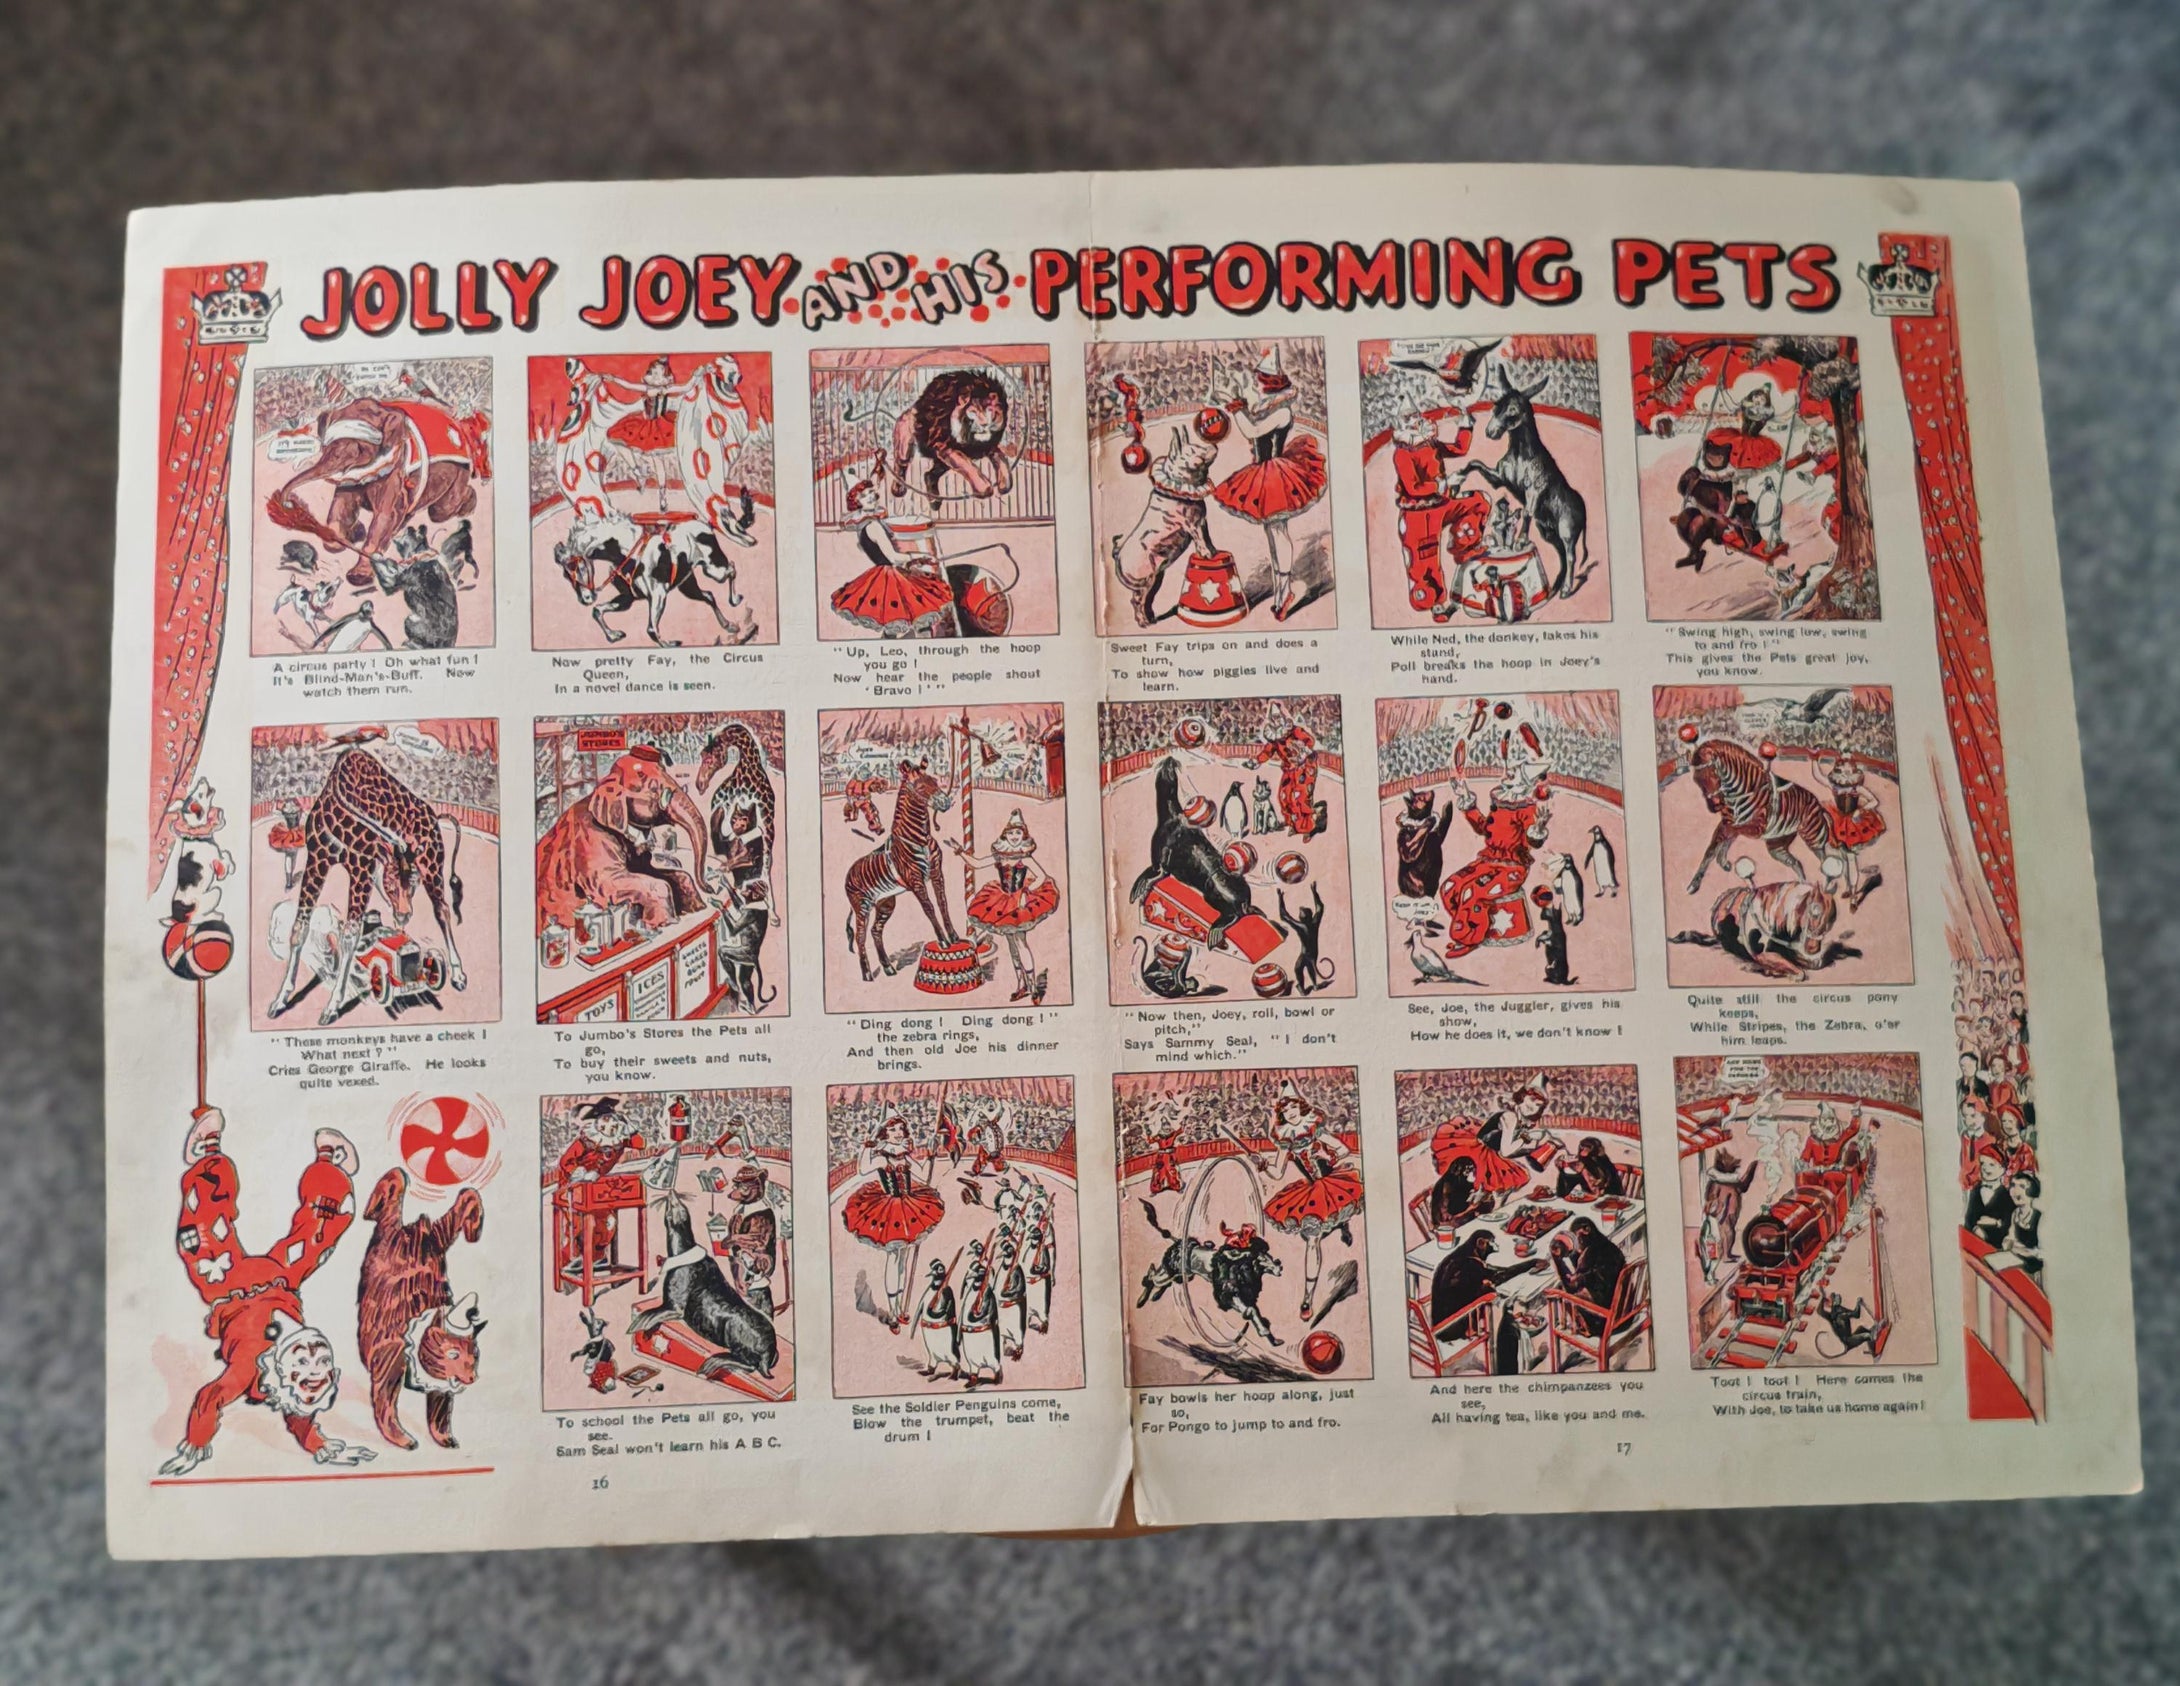 JOLLY JOEY AND HIS PERFORMING PETS
A circus party! Oh what fun!
It's Blind-Man's-Buff. Now
watch them run.
Now pretty Fay, the Circus
Queen,
In a novel dance is seen.
"Up, Leo, through the hoop
you go!
Now hear the people shout
'Bravo!'"
Sweet Fay trips on and does a
turn,
To show how piggies live and
learn.
While Ned, the donkey, takes his
stand,
Poll breaks the hoop in Joey's
hand.
"Swing high, swing low, swing
to and fro!"
This gives the Pets great joy,
you know.
"These monkeys have a cheek!
What next?"
Cries George Giraffe. He looks
quite vexed.
JUMBO'S
STORES
TOYS
ICES
SWEETS
CAKES
BUNS
To Jumbo's Stores the Pets all
go,
To buy their sweets and nuts,
you know.
"Ding dong! Ding dong!"
the zebra rings,
And then old Joe his dinner
brings.
"Now then, Joey, roll, bowl or
pitch,"
Says Sammy Seal, "I don't
mind which."
See, Joe, the Juggler, gives his
show,
How he does it, we don't know!
Quite still the circus pony
keeps,
While Stripes, the Zebra, o'er
him leaps.
To school the Pets all go, you
see.
Sam Seal won't learn his A B C.
See the Soldier Penguins come,
Blow the trumpet, beat the
drum!
Fay bowls her hoop along, just
so,
For Pongo to jump to and fro.
And here the chimpanzees you
see,
All having tea, like you and me.
Toot! toot! Here comes the
circus train,
With Joe, to take us home again!
16
17